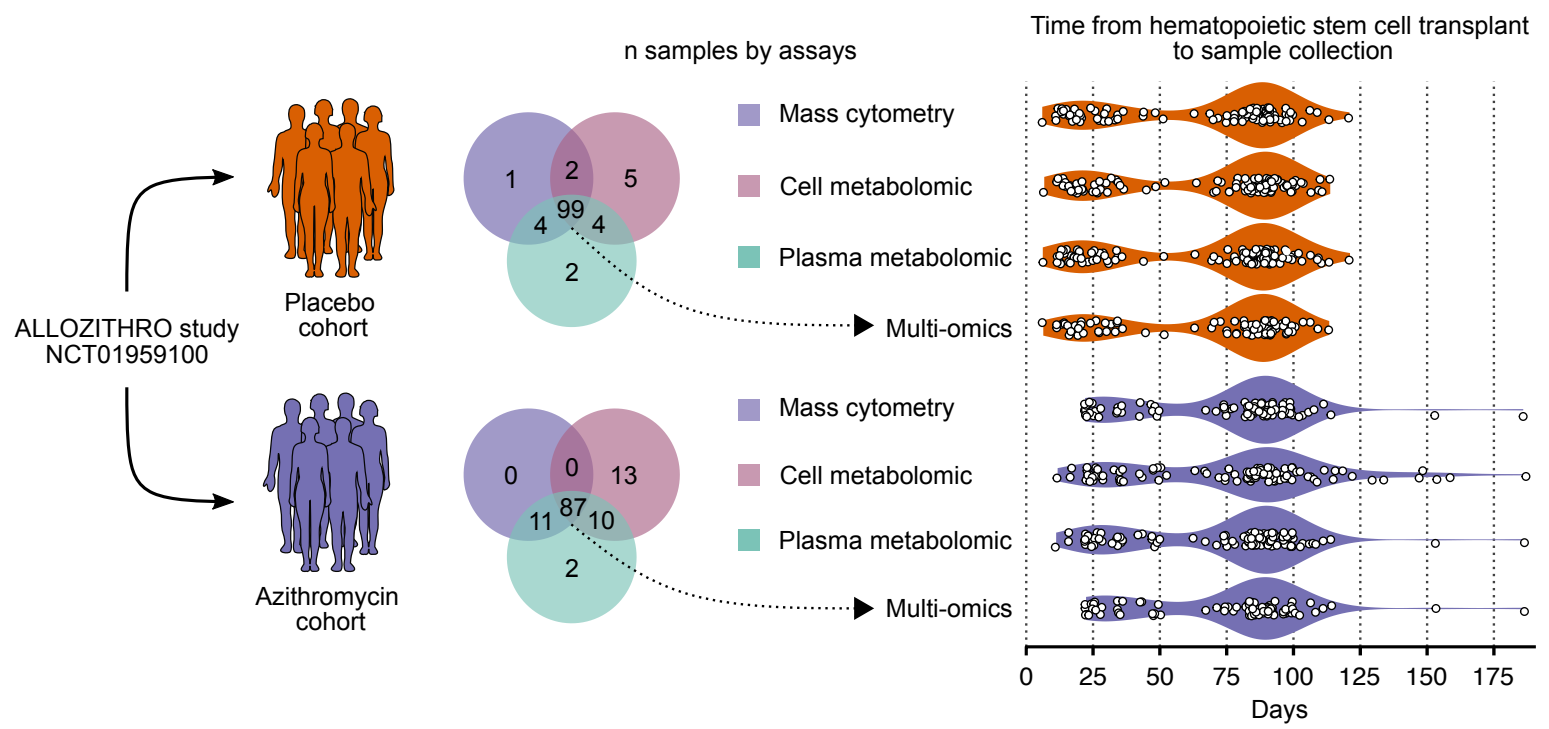 Time from hematopoietic stem cell transplant
to sample collection
n samples by assays
Mass cytometry
1
2
5
Cell metabolomic
99
4
4
Plasma metabolomic
2
Placebo
cohort
Multi-omics
ALLOZITHRO study
NCT01959100
Mass cytometry
0
0
13
Cell metabolomic
87
11
10
Plasma metabolomic
2
Azithromycin
cohort
Multi-omics
0 25 50 75 100 125 150 175
Days